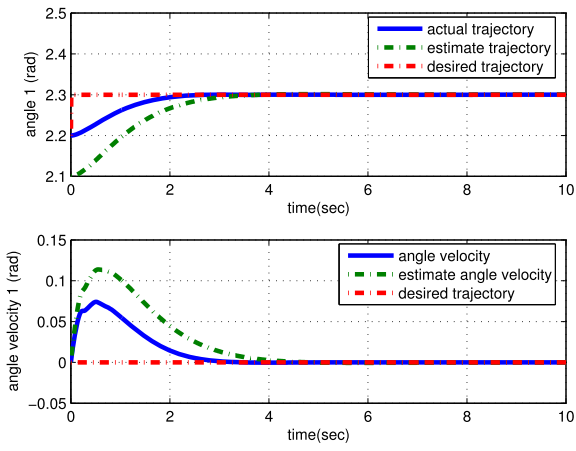 2.5
2.4
2.3
2.2
2.1
angle 1 (rad)
actual trajectory
estimate trajectory
desired trajectory
0 2 4 6 8 10
time(sec)
0.15
0.1
0.05
0
−0.05
angle velocity 1 (rad)
angle velocity
estimate angle velocity
desired trajectory
0 2 4 6 8 10
time(sec)